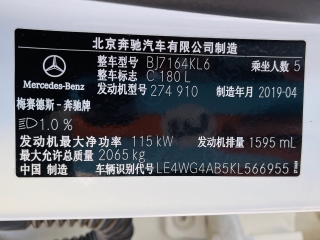 北京奔驰汽车有限公司制造
整车型号 BJ7164KL6 乘坐人数 5
整车标志 C 180 L
Mercedes-Benz
发动机型号 274 910 制造年月 2019-04
梅赛德斯-奔驰牌
1.0 %
发动机最大净功率 115 kW 发动机排量 1595 mL
最大允许总质量 2065 kg
中国 制造 车辆识别代号 LE4WG4AB5KL566955